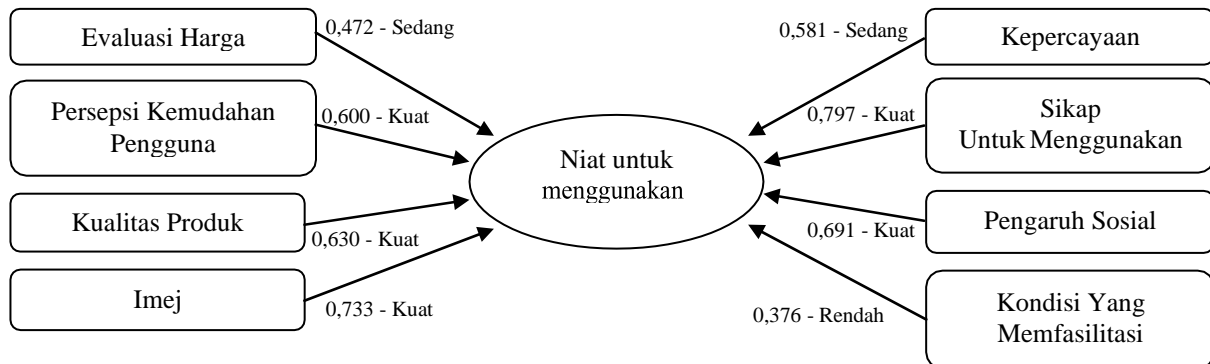 Evaluasi Harga
0,472 - Sedang
Persepsi Kemudahan
Pengguna
0,600 - Kuat
Kualitas Produk
0,630 - Kuat
Imej
0,733 - Kuat
Niat untuk
menggunakan
0,581 - Sedang
Kepercayaan
0,797 - Kuat
Sikap
Untuk Menggunakan
0,691 - Kuat
Pengaruh Sosial
0,376 - Rendah
Kondisi Yang
Memfasilitasi